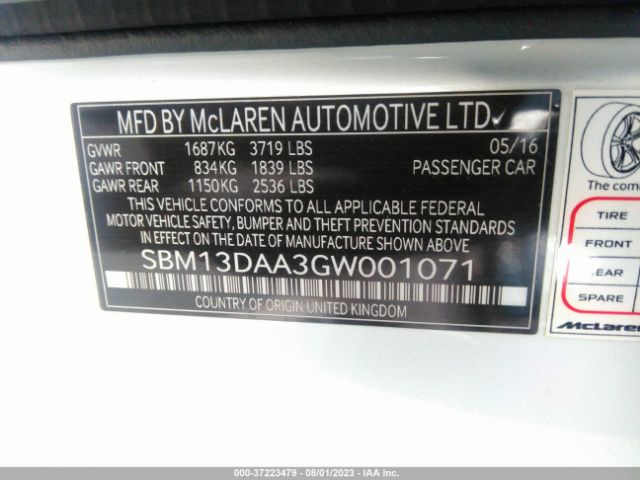 MFD BY McLAREN AUTOMOTIVE LTD
GVWR 1687KG 3719 LBS 05/16
GAWR FRONT 834KG 1839 LBS PASSENGER CAR
GAWR REAR 1150KG 2536 LBS
THIS VEHICLE CONFORMS TO ALL APPLICABLE FEDERAL
MOTOR VEHICLE SAFETY, BUMPER AND THEFT PREVENTION STANDARDS
IN EFFECT ON THE DATE OF MANUFACTURE SHOWN ABOVE
SBM13DAA3GW001071
COUNTRY OF ORIGIN UNITED KINGDOM
The
TIRE
FRONT
SPARE
McLaren
000-37223479 - 08/01/2023 - IAA Inc.